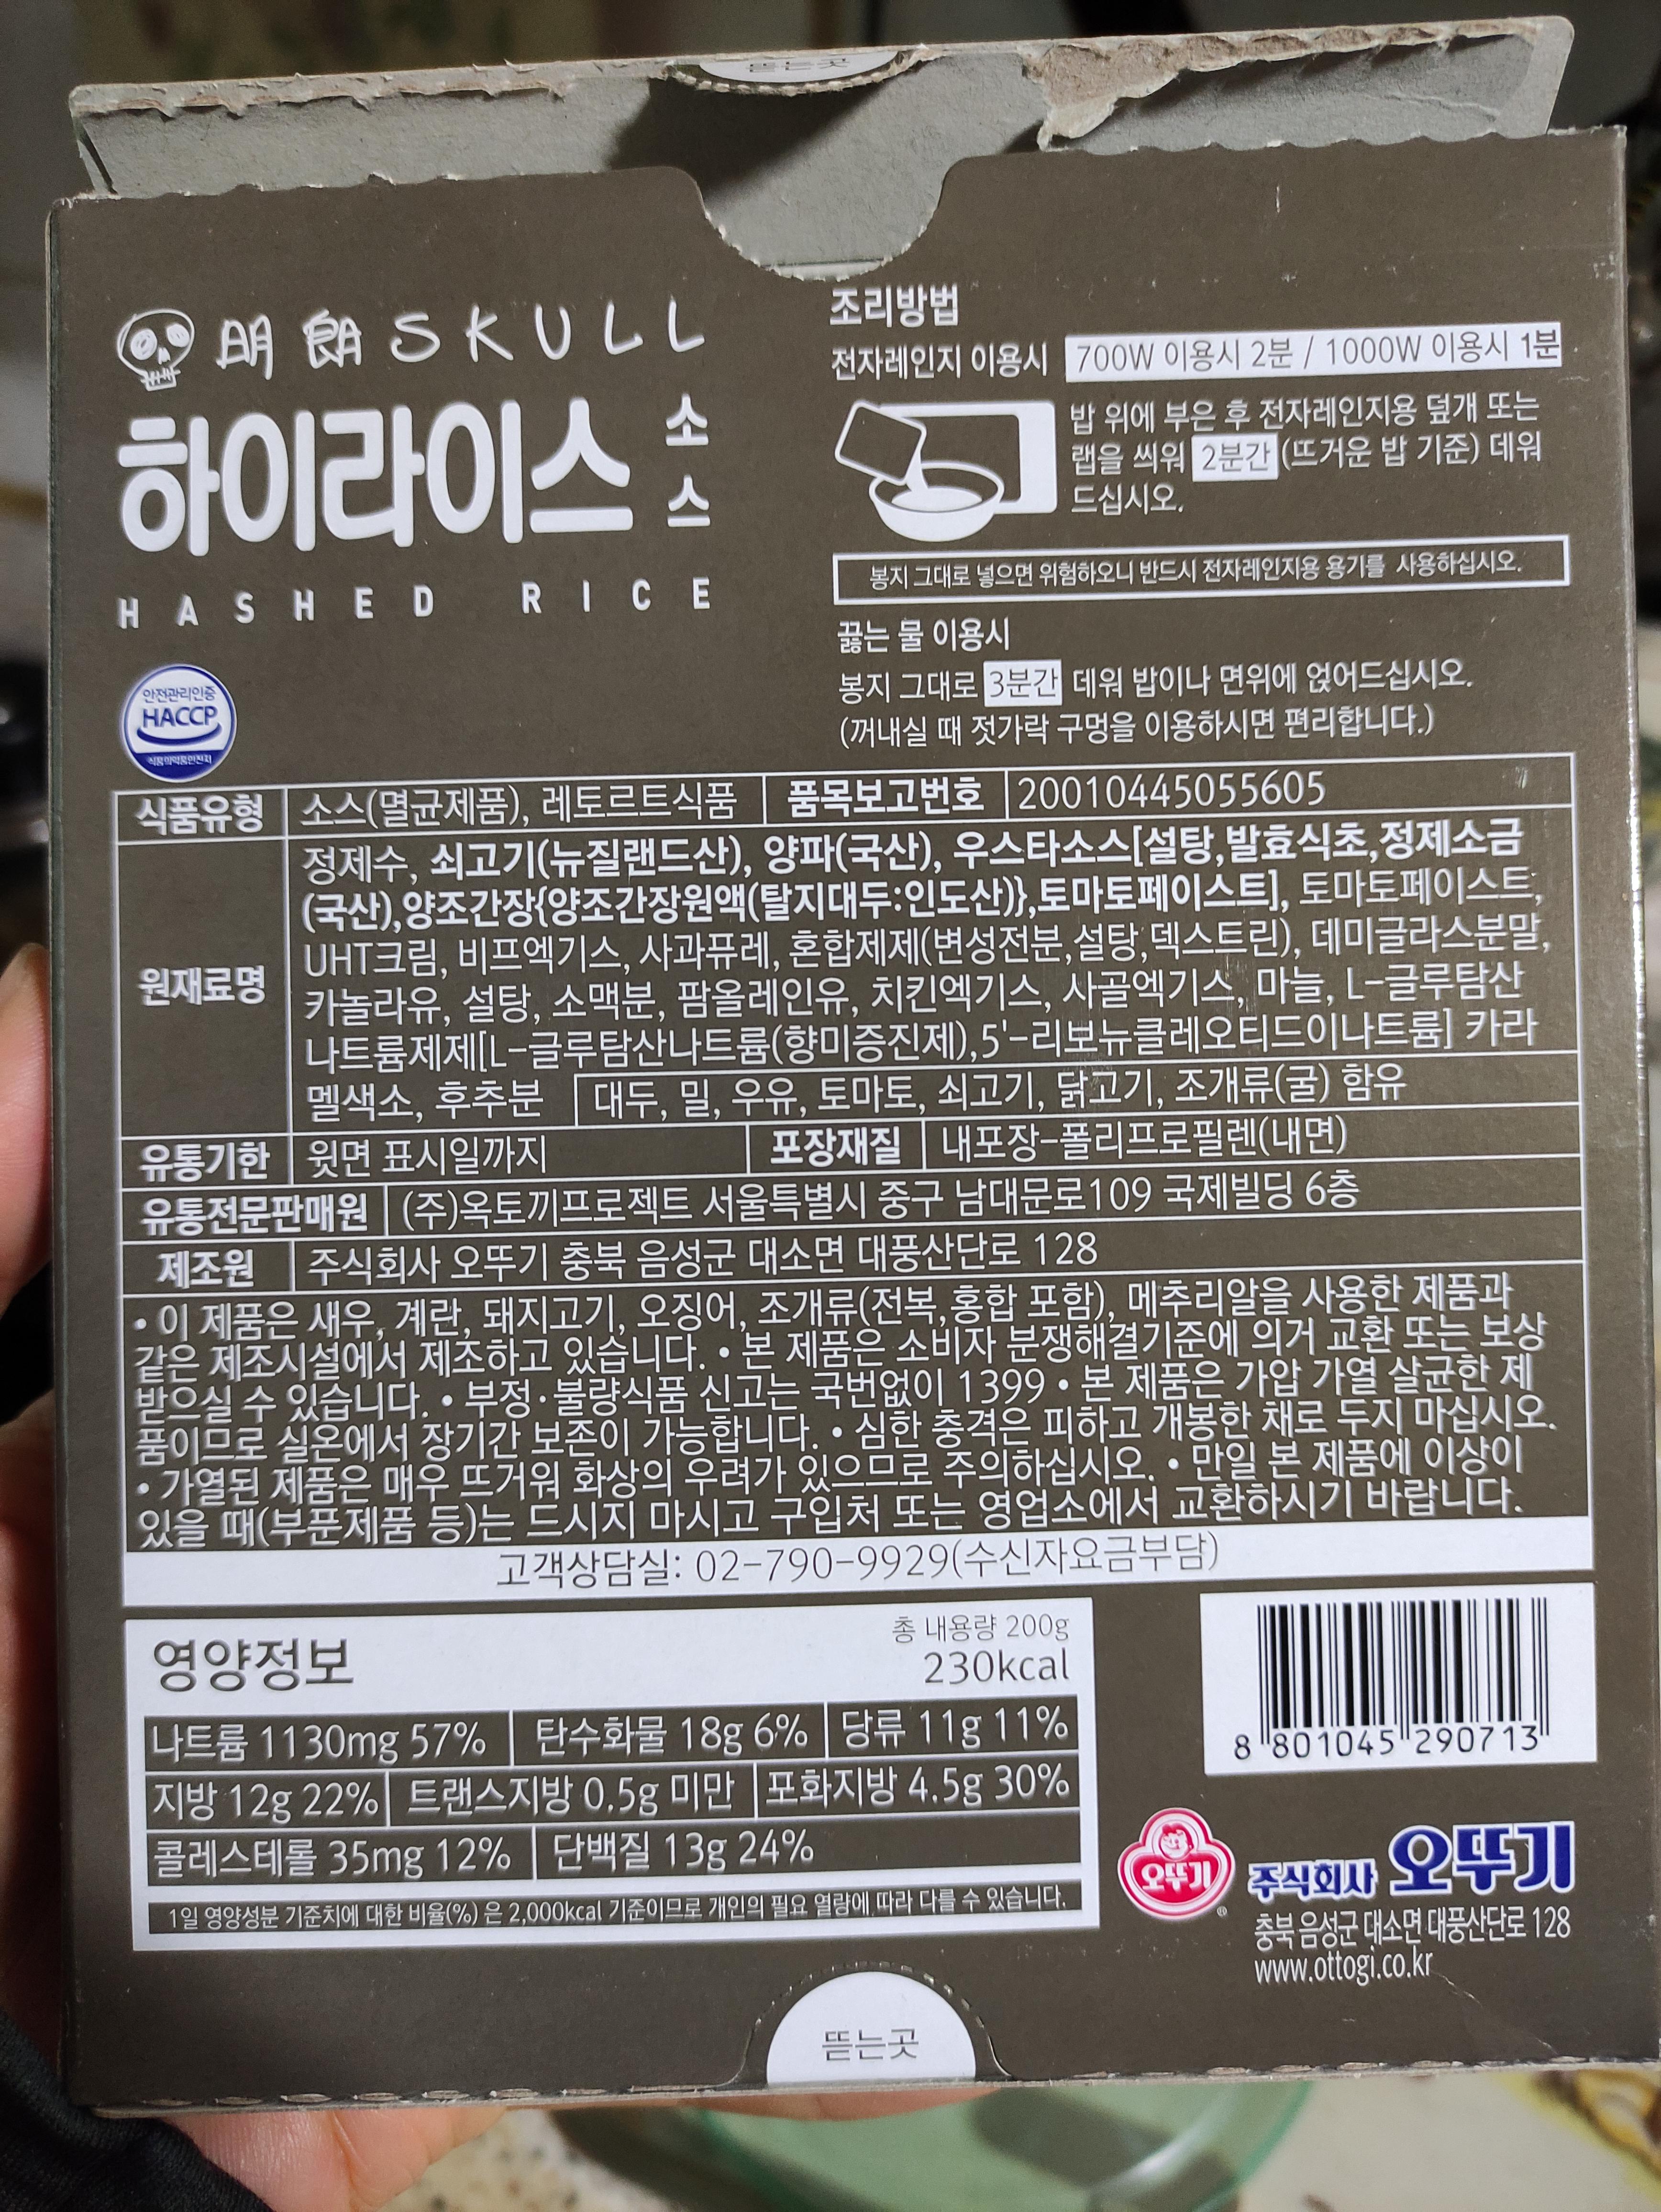 뜯는곳
明朗SKULL
하이라이스 소스
HASHED RICE
안전관리인증
HACCP
식품의약품안전처
조리방법
전자레인지 이용시 700W 이용시 2분 / 1000W 이용시 1분
밥 위에 부은 후 전자레인지용 덮개 또는
랩을 씌워 2분간 (뜨거운 밥 기준) 데워
드십시오.
봉지 그대로 넣으면 위험하오니 반드시 전자레인지용 용기를 사용하십시오.
끓는 물 이용시
봉지 그대로 3분간 데워 밥이나 면위에 얹어드십시오.
(꺼내실 때 젓가락 구멍을 이용하시면 편리합니다.)
식품유형 소스(멸균제품), 레토르트식품 품목보고번호 20010445055605
원재료명
정제수, 쇠고기(뉴질랜드산), 양파(국산), 우스타소스[설탕,발효식초,정제소금
(국산),양조간장{양조간장원액(탈지대두:인도산)},토마토페이스트], 토마토페이스트,
UHT크림, 비프엑기스, 사과퓨레, 혼합제제(변성전분,설탕,덱스트린), 데미글라스분말,
카놀라유, 설탕, 소맥분, 팜올레인유, 치킨엑기스, 사골엑기스, 마늘, L-글루탐산
나트륨제제[L-글루탐산나트륨(향미증진제),5'-리보뉴클레오티드이나트륨] 카라
멜색소, 후추분 대두, 밀, 우유, 토마토, 쇠고기, 닭고기, 조개류(굴) 함유
유통기한 윗면 표시일까지 포장재질 내포장-폴리프로필렌(내면)
유통전문판매원 (주)옥토끼프로젝트 서울특별시 중구 남대문로109 국제빌딩 6층
제조원 주식회사 오뚜기 충북 음성군 대소면 대풍산단로 128
• 이 제품은 새우, 계란, 돼지고기, 오징어, 조개류(전복,홍합 포함), 메추리알을 사용한 제품과
같은 제조시설에서 제조하고 있습니다. • 본 제품은 소비자 분쟁해결기준에 의거 교환 또는 보상
받으실 수 있습니다. • 부정·불량식품 신고는 국번없이 1399 • 본 제품은 가압 가열 살균한 제
품이므로 실온에서 장기간 보존이 가능합니다. • 심한 충격은 피하고 개봉한 채로 두지 마십시오.
• 가열된 제품은 매우 뜨거워 화상의 우려가 있으므로 주의하십시오. • 만일 본 제품에 이상이
있을 때(부푼제품 등)는 드시지 마시고 구입처 또는 영업소에서 교환하시기 바랍니다.
고객상담실: 02-790-9929(수신자요금부담)
영양정보
총 내용량 200g
230kcal
나트륨 1130mg 57% 탄수화물 18g 6% 당류 11g 11%
지방 12g 22% 트랜스지방 0.5g 미만 포화지방 4.5g 30%
콜레스테롤 35mg 12% 단백질 13g 24%
1일 영양성분 기준치에 대한 비율(%) 은 2,000kcal 기준이므로 개인의 필요 열량에 따라 다를 수 있습니다.
8 801045 290713
오뚜기 ®
주식회사 오뚜기
충북 음성군 대소면 대풍산단로 128
www.ottogi.co.kr
뜯는곳